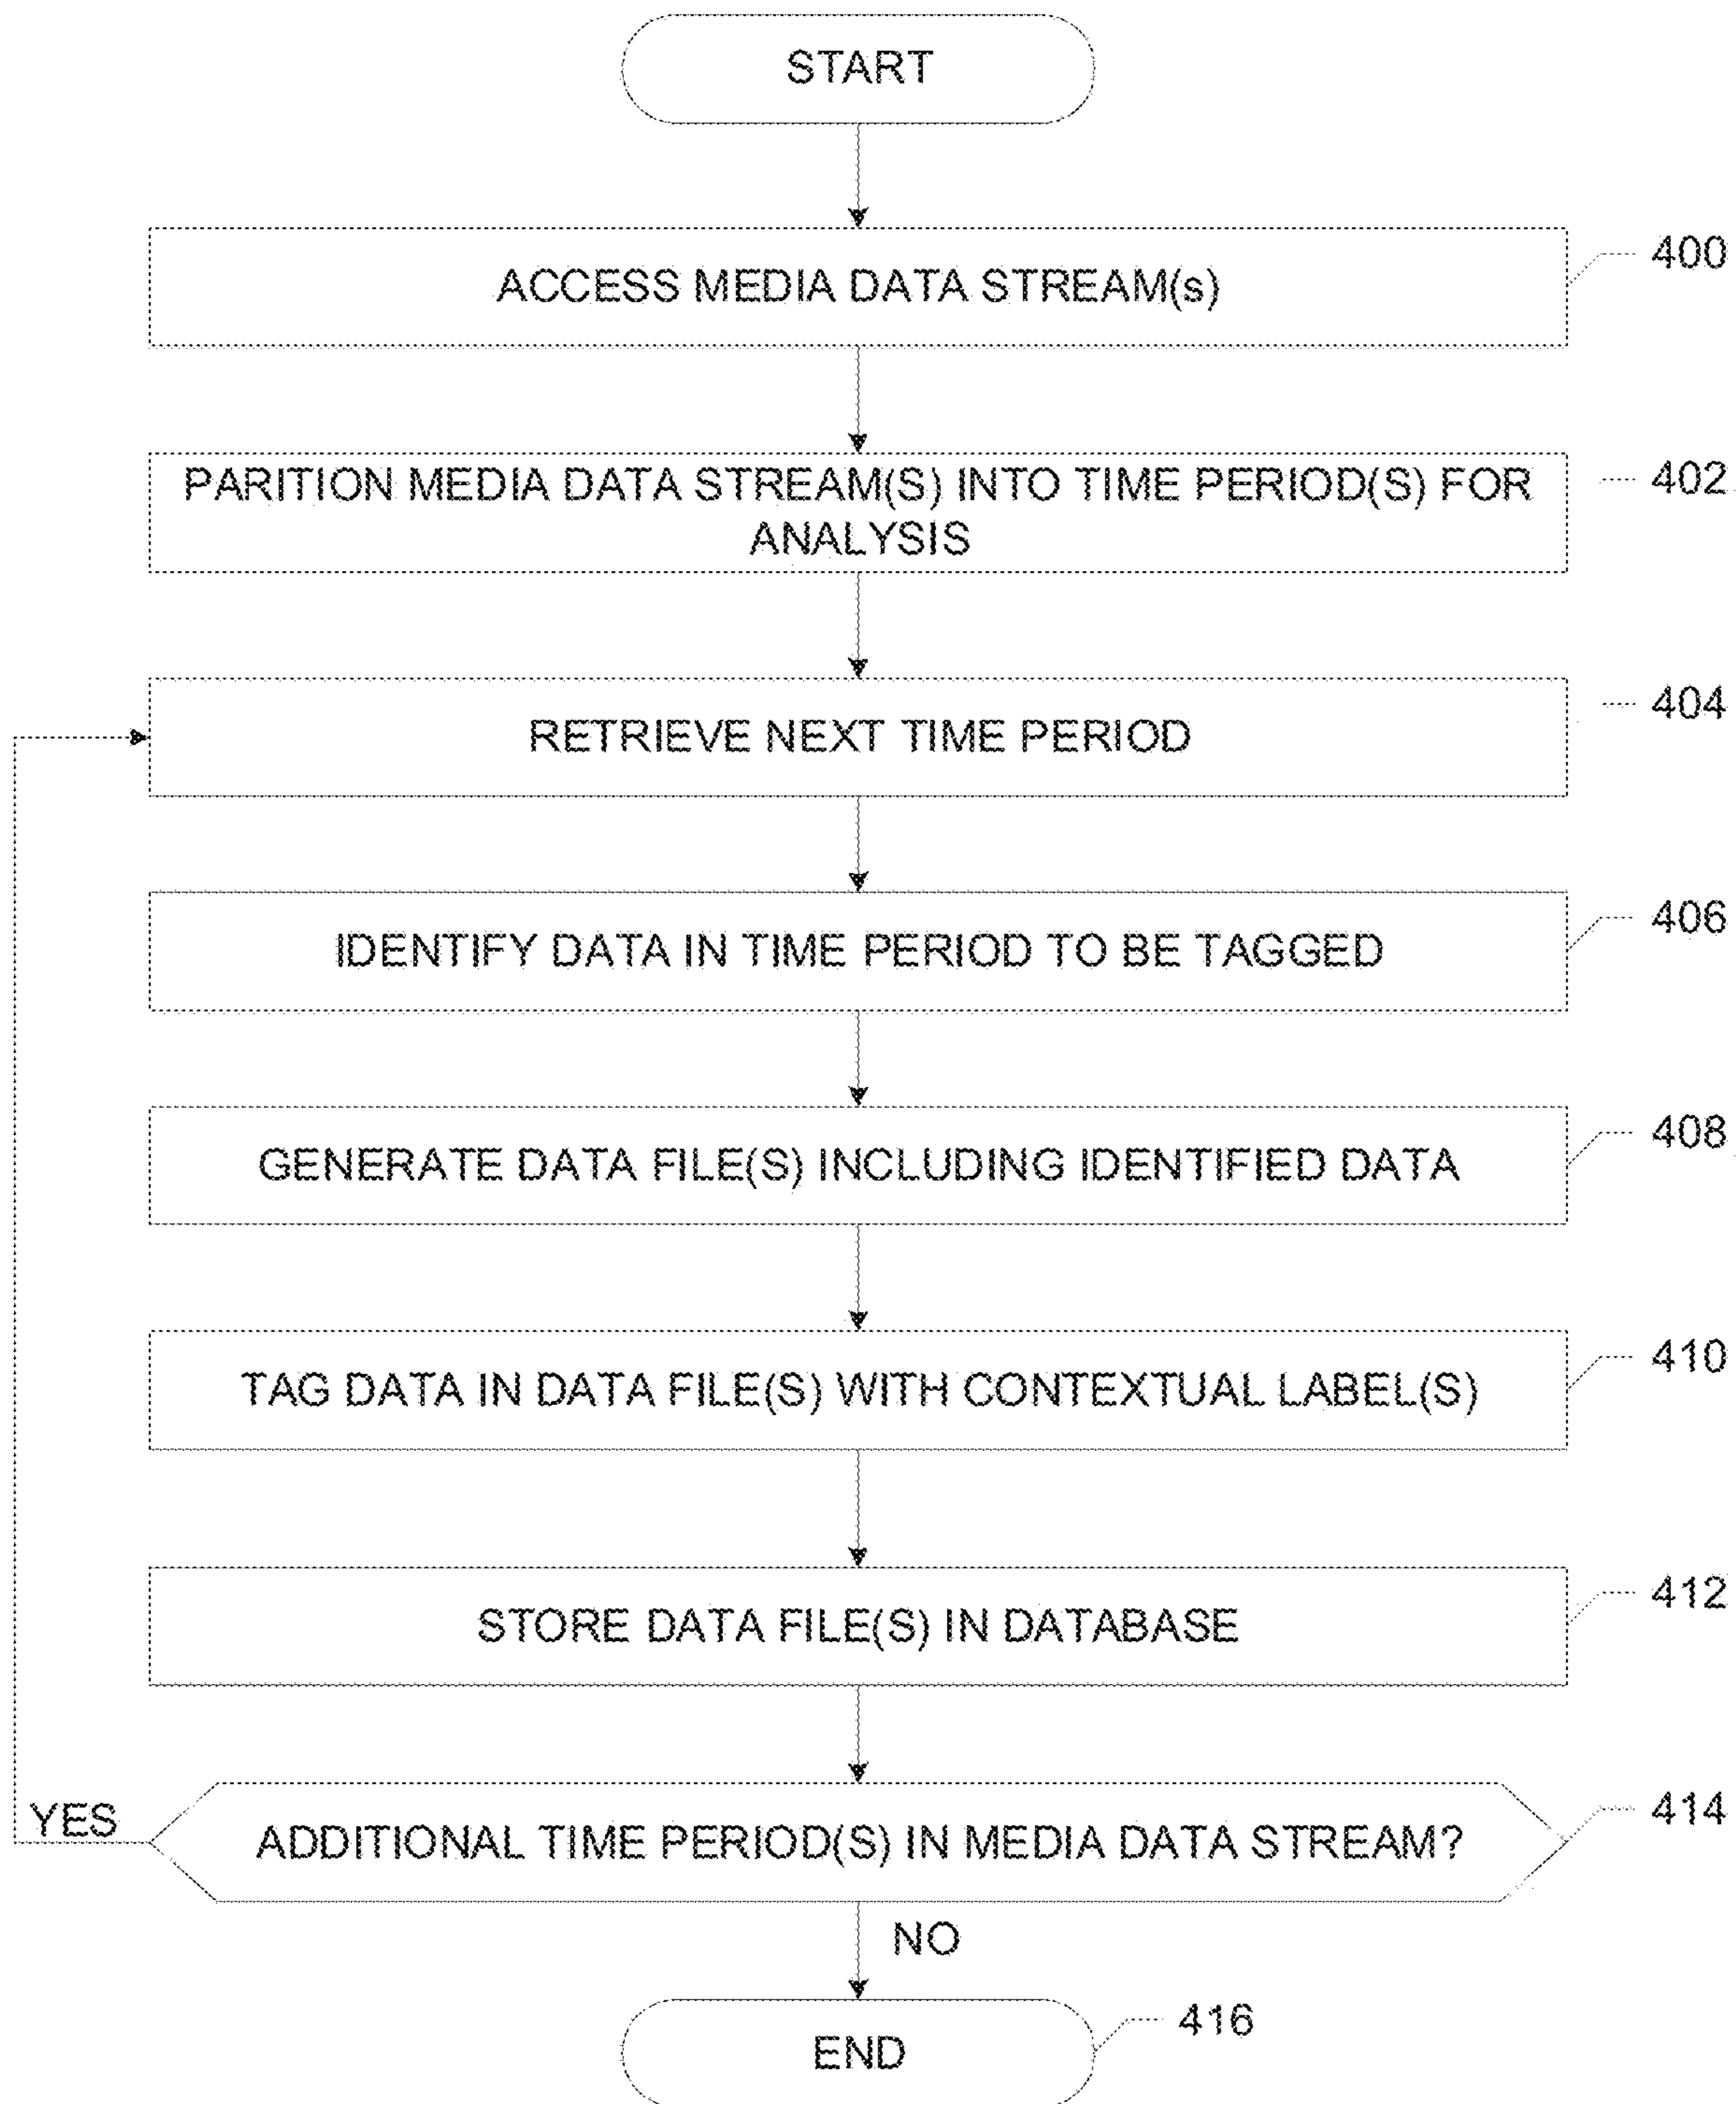 START
ACCESS MEDIA DATA STREAM(s)
400
PARITION MEDIA DATA STREAM(S) INTO TIME PERIOD(S) FOR
ANALYSIS
402
RETRIEVE NEXT TIME PERIOD
404
IDENTIFY DATA IN TIME PERIOD TO BE TAGGED
406
GENERATE DATA FILE(S) INCLUDING IDENTIFIED DATA
408
TAG DATA IN DATA FILE(S) WITH CONTEXTUAL LABEL(S)
410
STORE DATA FILE(S) IN DATABASE
412
YES
ADDITIONAL TIME PERIOD(S) IN MEDIA DATA STREAM?
414
NO
END
416